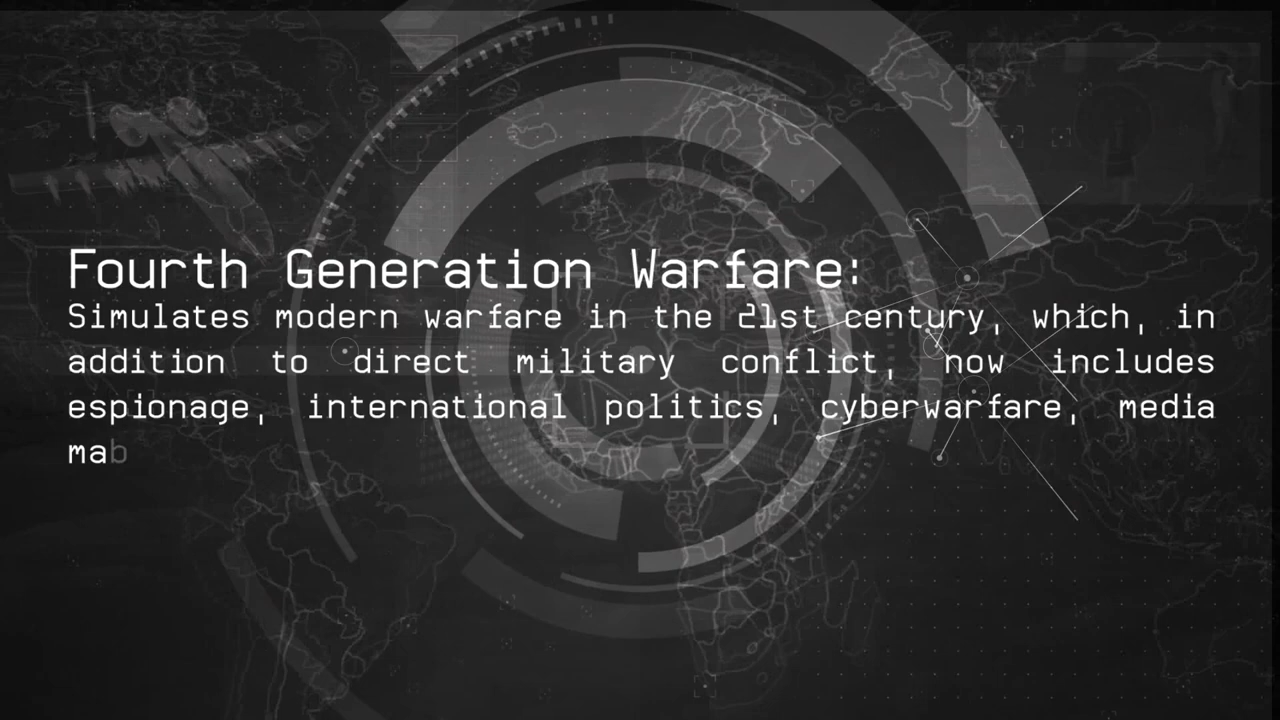 Fourth Generation Warfare:
Simulates modern warfare in the 21st century, which, in
addition to direct military conflict, now includes
espionage, international politics, cyberwarfare, media
mab